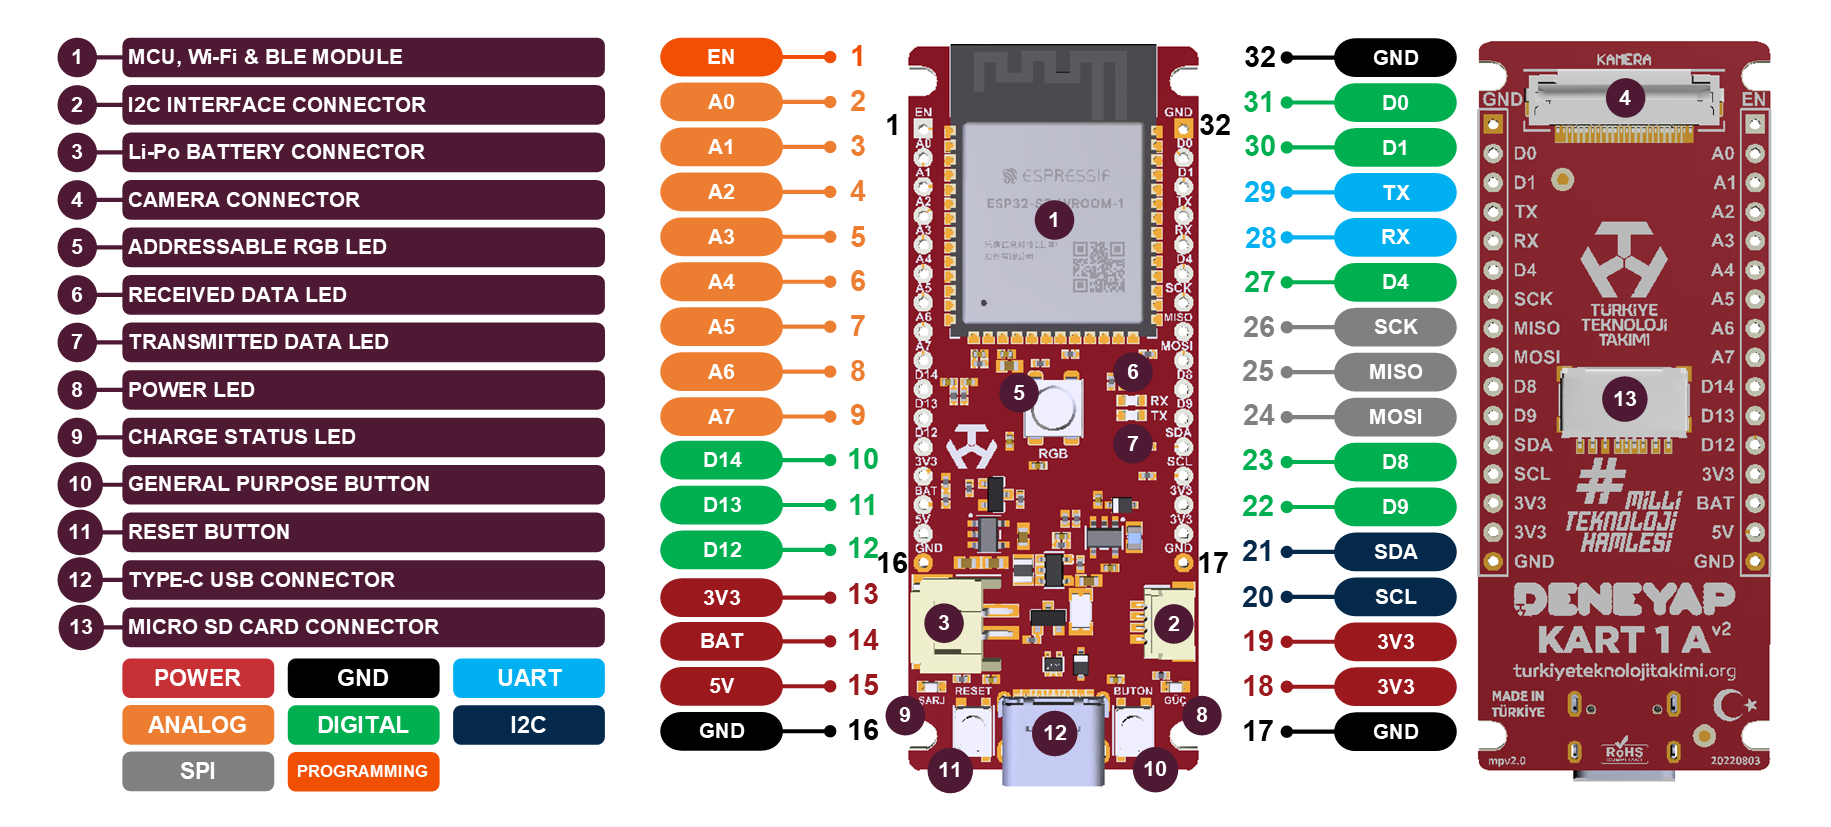 1 MCU, Wi-Fi & BLE MODULE
2 I2C INTERFACE CONNECTOR
3 Li-Po BATTERY CONNECTOR
4 CAMERA CONNECTOR
5 ADDRESSABLE RGB LED
6 RECEIVED DATA LED
7 TRANSMITTED DATA LED
8 POWER LED
9 CHARGE STATUS LED
10 GENERAL PURPOSE BUTTON
11 RESET BUTTON
12 TYPE-C USB CONNECTOR
13 MICRO SD CARD CONNECTOR
POWER GND UART
ANALOG DIGITAL I2C
SPI PROGRAMMING
EN 1
A0 2
A1 3
A2 4
A3 5
A4 6
A5 7
A6 8
A7 9
D14 10
D13 11
D12 12
3V3 13
BAT 14
5V 15
GND 16
1
EN
A0
A1
A2
A3
A4
A5
A6
A7
D14
D13
D12
3V3
BAT
5V
GND
16
ESPRESSIF
1
5
RGB
6
RX
TX
7
3
2
RESET
BUTON
ŞARJ
GÜÇ
9
8
12
11
10
32
GND
D0
D1
TX
RX
D4
SCK
MISO
MOSI
D8
D9
SDA
SCL
3V3
3V3
GND
17
32 GND
31 D0
30 D1
29 TX
28 RX
27 D4
26 SCK
25 MISO
24 MOSI
23 D8
22 D9
21 SDA
20 SCL
19 3V3
18 3V3
17 GND
KAMERA
4
GND EN
D0 A0
D1 A1
TX A2
RX A3
D4 A4
SCK A5
MISO A6
MOSI A7
D8 D14
D9 D13
SDA D12
SCL 3V3
3V3 BAT
3V3 5V
GND GND
TÜRKİYE
TEKNOLOJİ
TAKIMI
13
#
MİLLİ
TEKNOLOJİ
HAMLESİ
DENEYAP
KART 1 A v2
turkiyeteknolojitakimi.org
MADE IN
TÜRKİYE
RoHS
COMPLIANT
mpv2.0
20220803